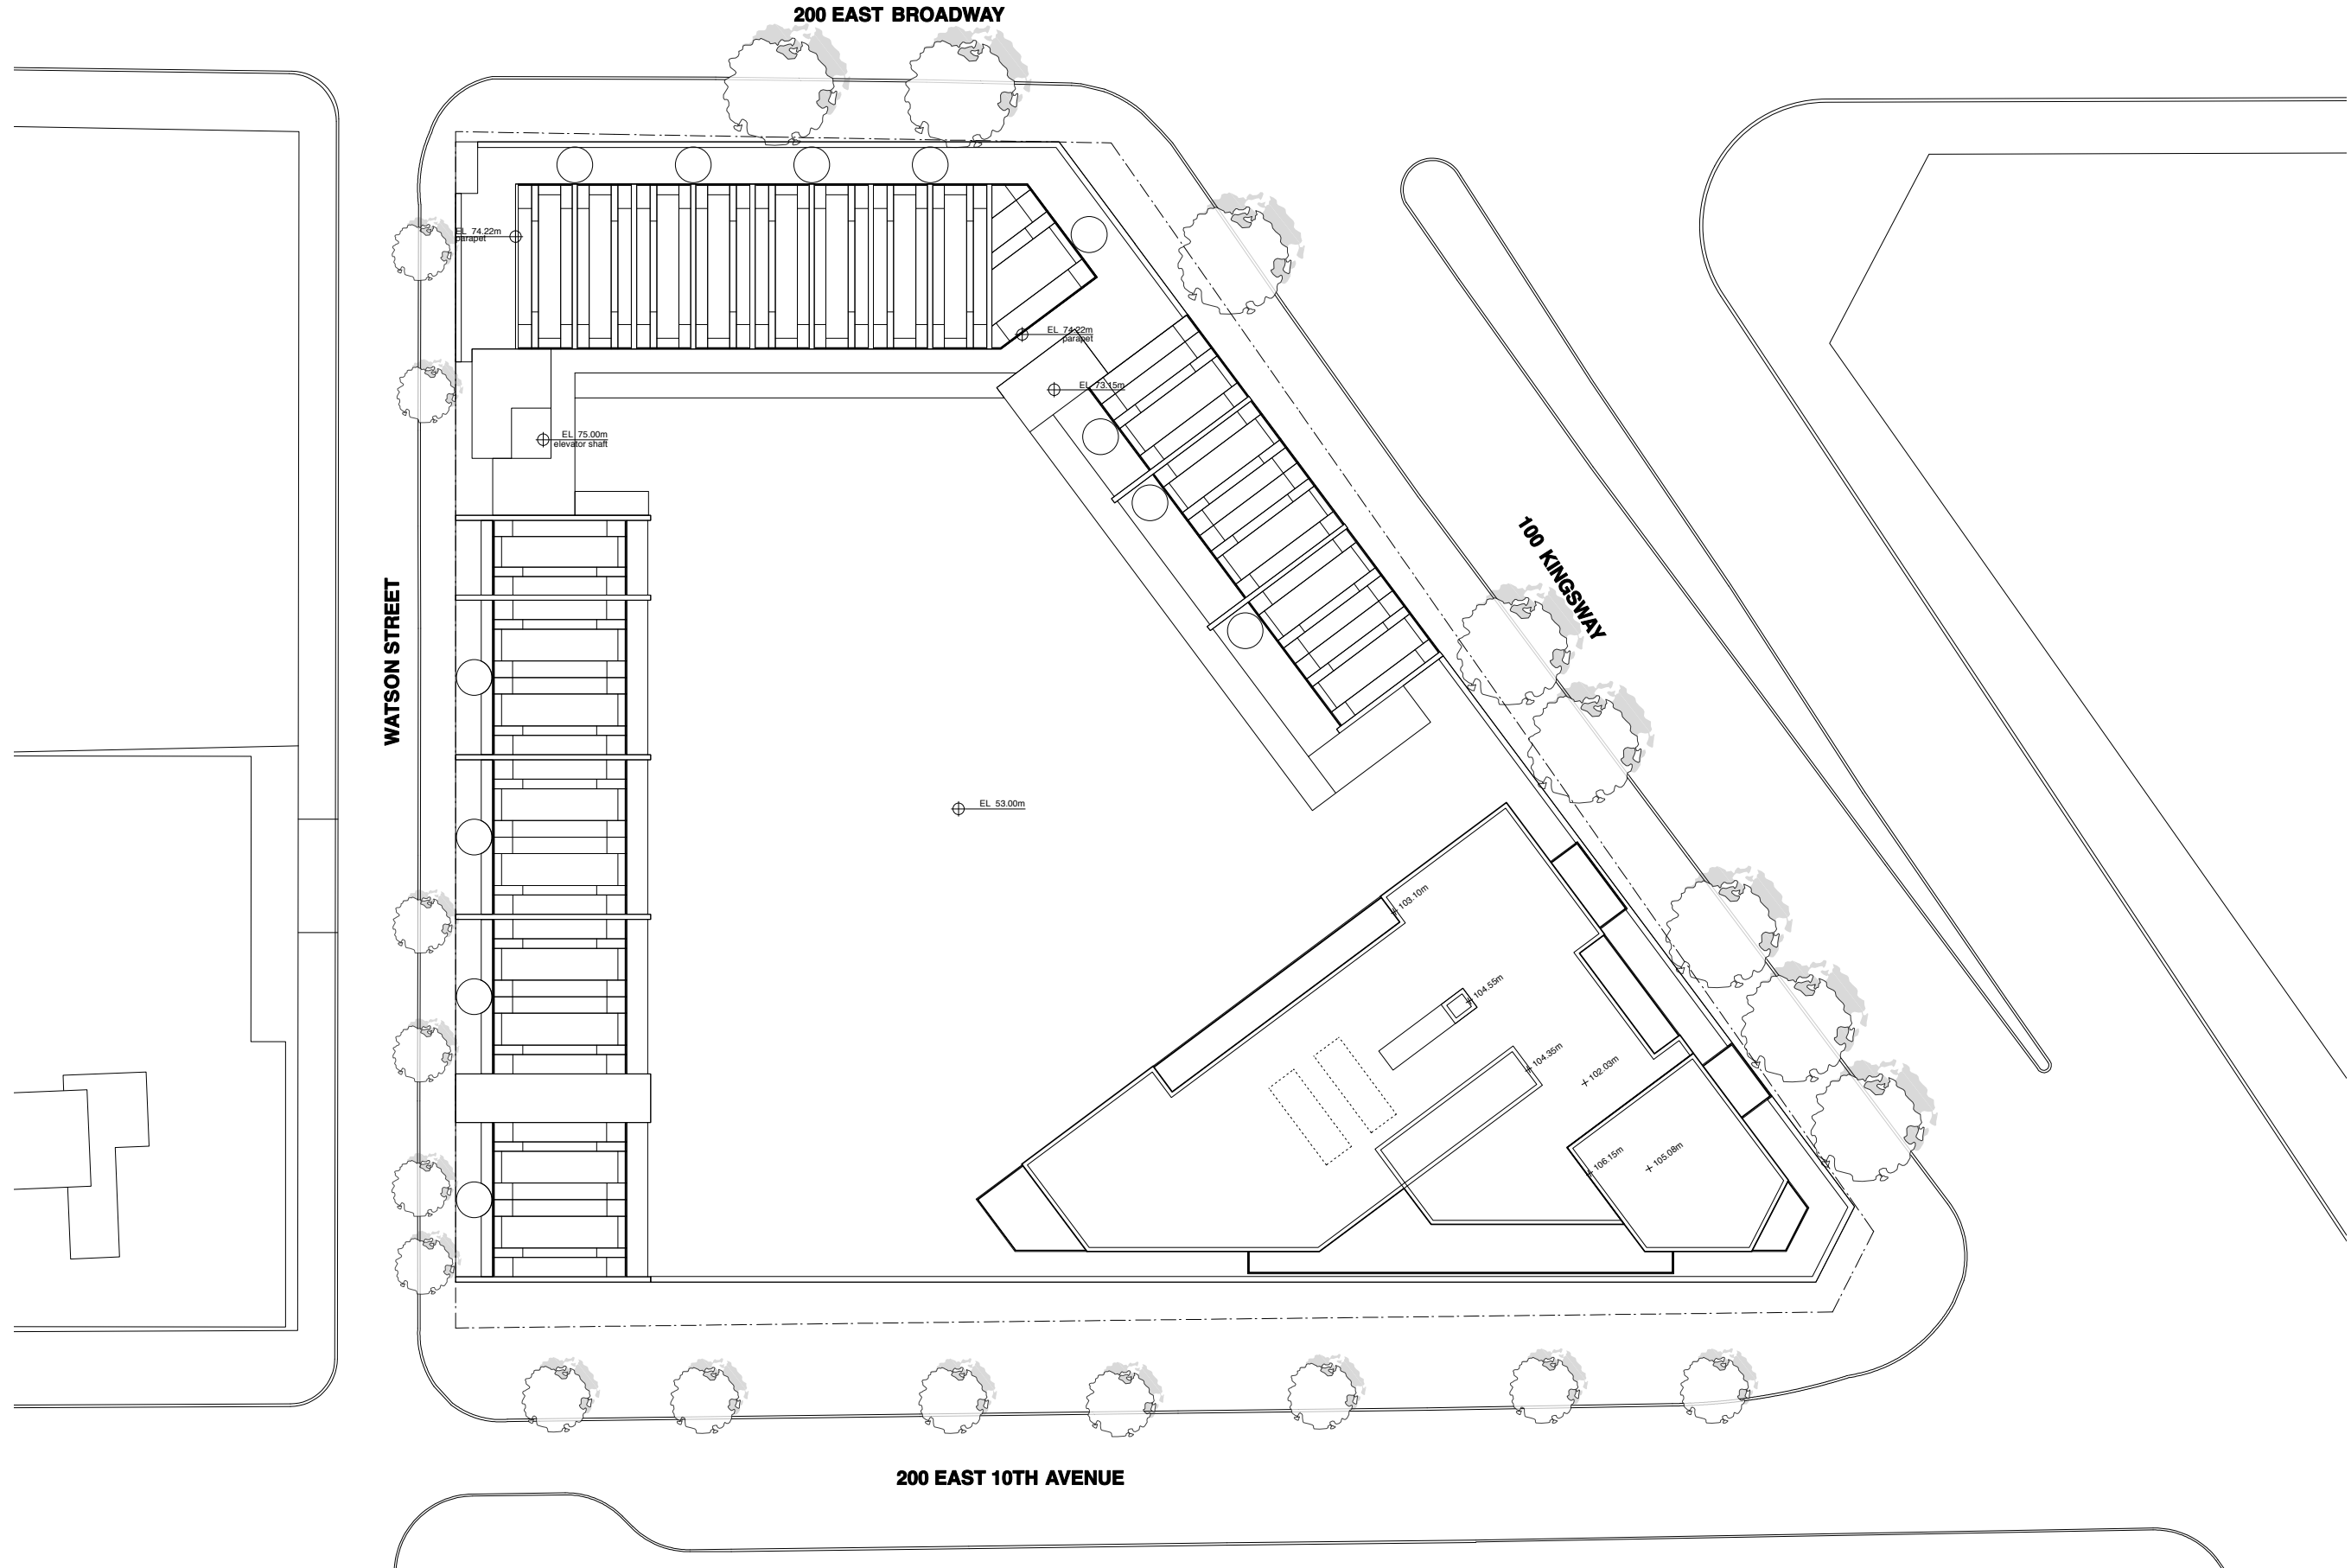 200 EAST BROADWAY
EL 74.22m
parapet
EL 74.22m
parapet
EL 73.15m
EL 75.00m
elevator shaft
100 KINGSWAY
WATSON STREET
EL 53.00m
103.10m
104.55m
104.35m
102.03m
106.15m
105.08m
200 EAST 10TH AVENUE